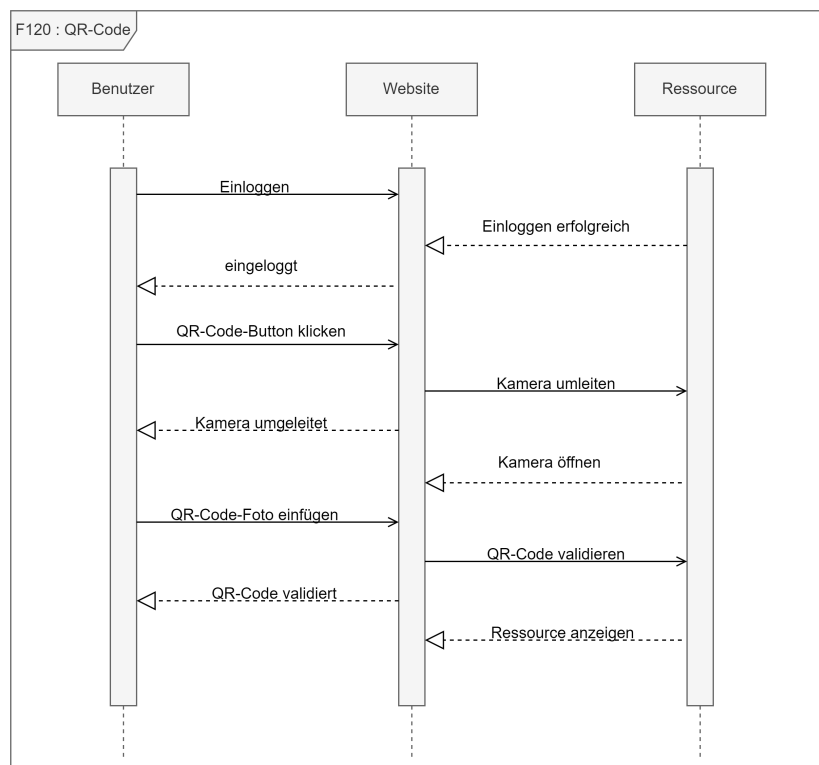 F120 : QR-Code
Benutzer
Website
Ressource
Einloggen
Einloggen erfolgreich
eingeloggt
QR-Code-Button klicken
Kamera umleiten
Kamera umgeleitet
Kamera öffnen
QR-Code-Foto einfügen
QR-Code validieren
QR-Code validiert
Ressource anzeigen